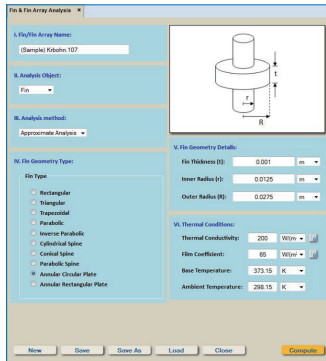 Fin & Fin Array Analysis ×
I. Fin/Fin Array Name:
(Sample) Krbohn.107
II. Analysis Object:
Fin
III. Analysis method:
Approximate Analysis
IV. Fin Geometry Type:
Fin Type
Rectangular
Triangular
Trapezoidal
Parabolic
Inverse Parabolic
Cylindrical Spine
Conical Spine
Parabolic Spine
Annular Circular Plate
Annular Rectangular Plate
t
r
R
V. Fin Geometry Details:
Fin Thickness (t): 0.001 m
Inner Radius (r): 0.0125 m
Outer Radius (R): 0.0275 m
VI. Thermal Conditions:
Thermal Conductivity: 200 W/(m
Film Coefficient: 65 W/(m
Base Temperature: 373.15 K
Ambient Temperature: 298.15 K
New Save Save As Load Close Compute